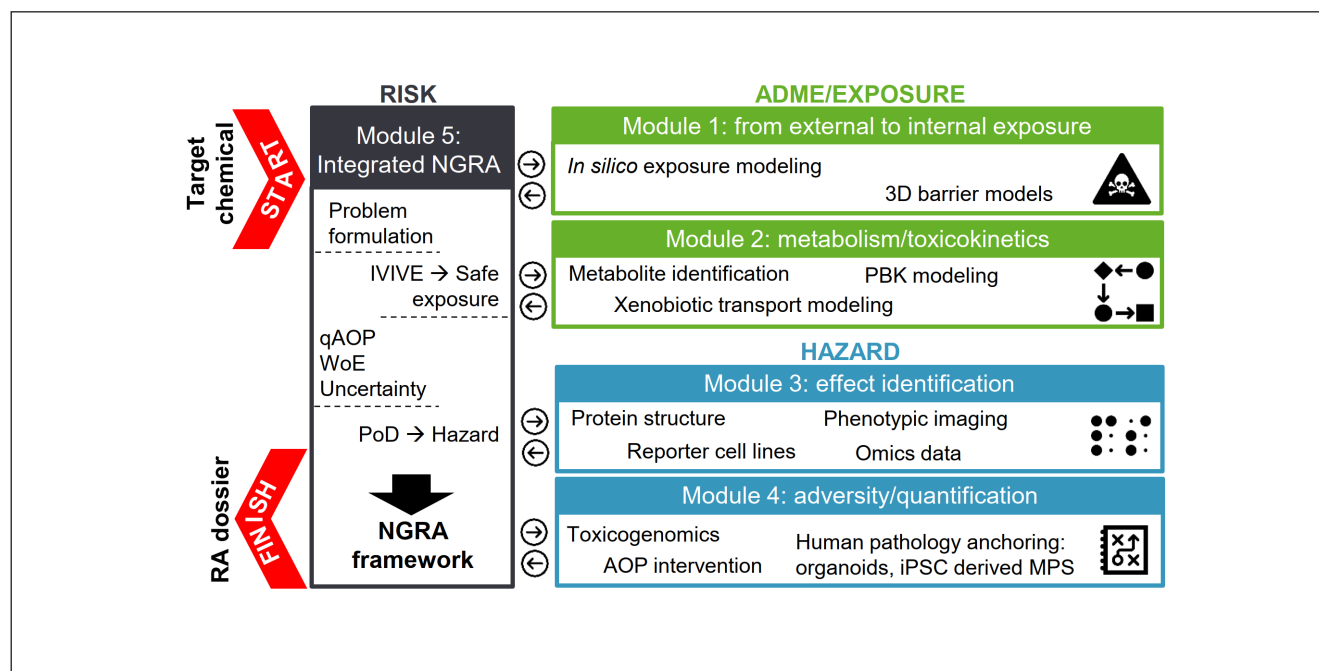 Target
chemical
START
RISK
Module 5:
Integrated NGRA
Problem
formulation
IVIVE → Safe
exposure
qAOP
WoE
Uncertainty
PoD → Hazard
NGRA
framework
RA dossier
FINISH
ADME/EXPOSURE
Module 1: from external to internal exposure
In silico exposure modeling
3D barrier models
Module 2: metabolism/toxicokinetics
Metabolite identification PBK modeling
Xenobiotic transport modeling
HAZARD
Module 3: effect identification
Protein structure Phenotypic imaging
Reporter cell lines Omics data
Module 4: adversity/quantification
Toxicogenomics
AOP intervention
Human pathology anchoring:
organoids, iPSC derived MPS